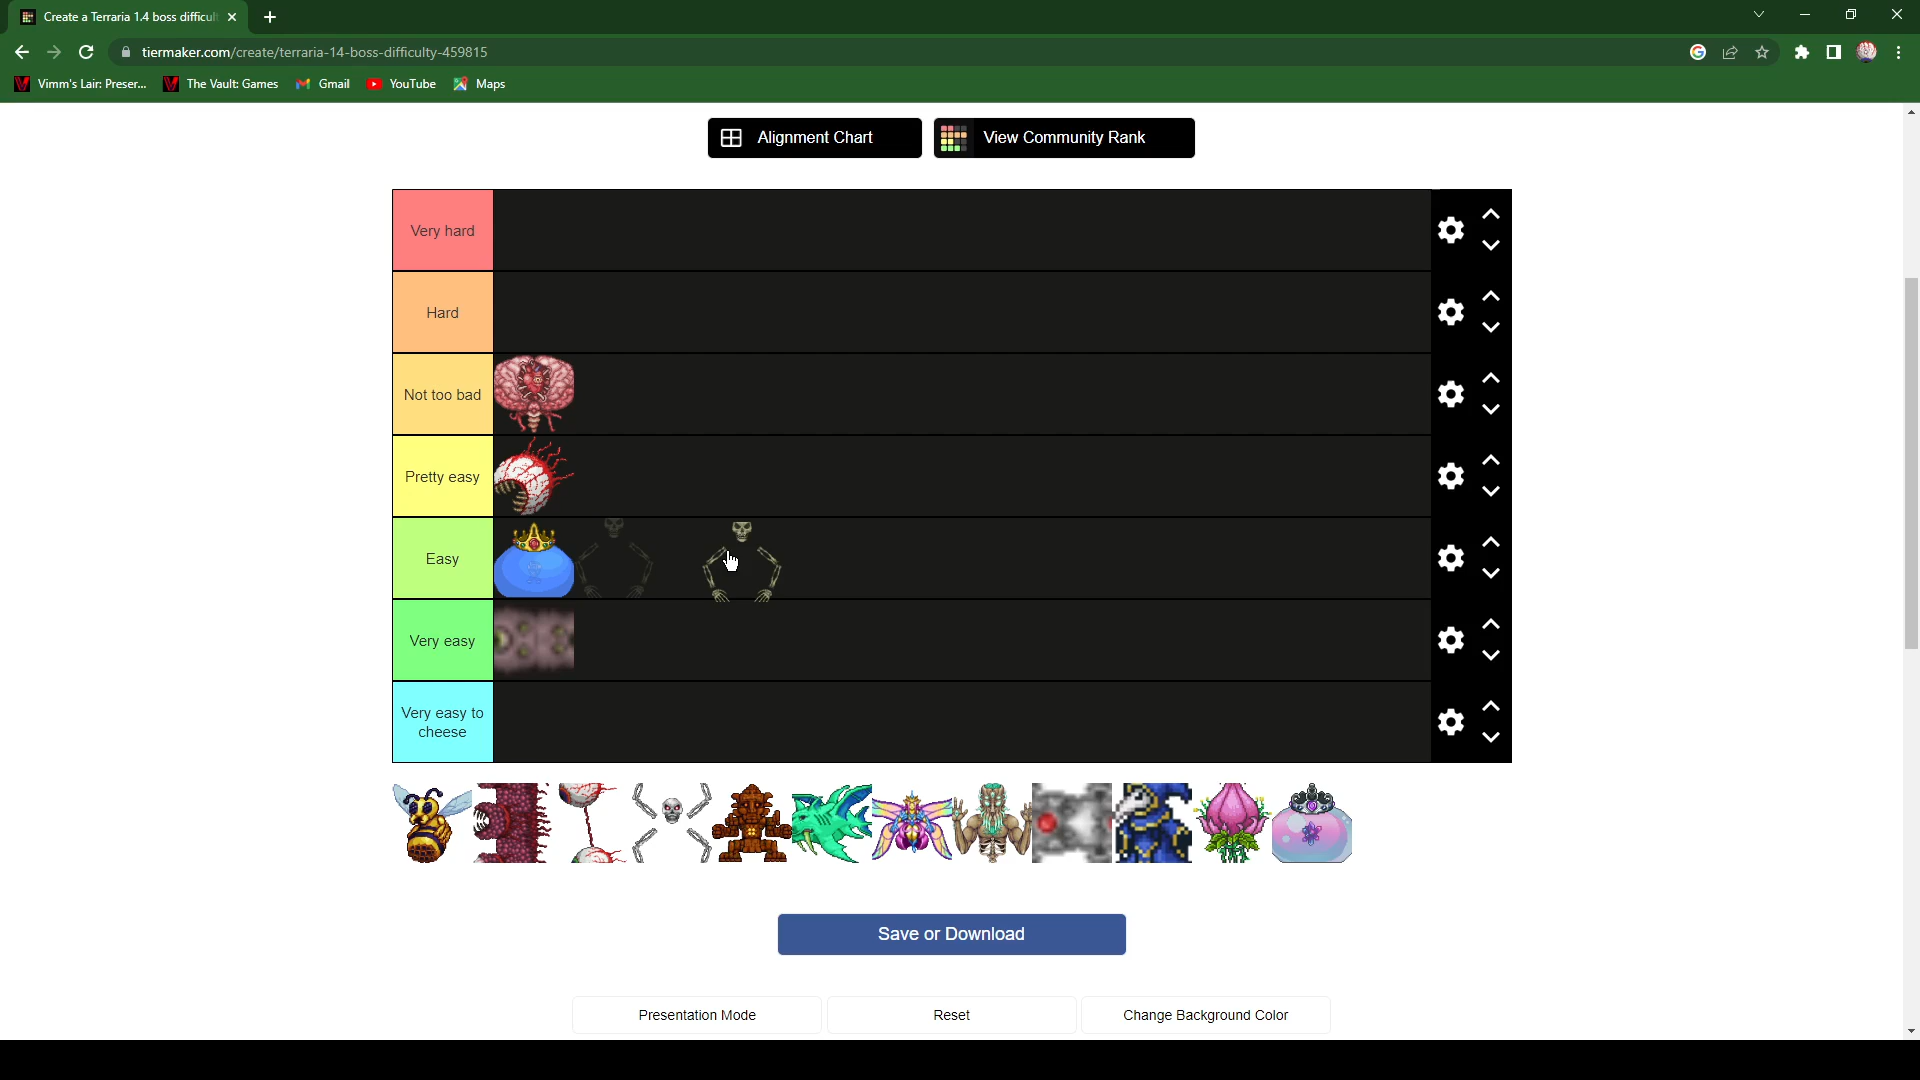 Create a Terraria 1.4 boss difficul
tiermaker.com/create/terraria-14-boss-difficulty-459815
Vimm's Lair: Preser... The Vault: Games Gmail YouTube Maps
Alignment Chart View Community Rank
Very hard
Hard
Not too bad
Pretty easy
Easy
Very easy
Very easy to
cheese
Save or Download
Presentation Mode Reset Change Background Color